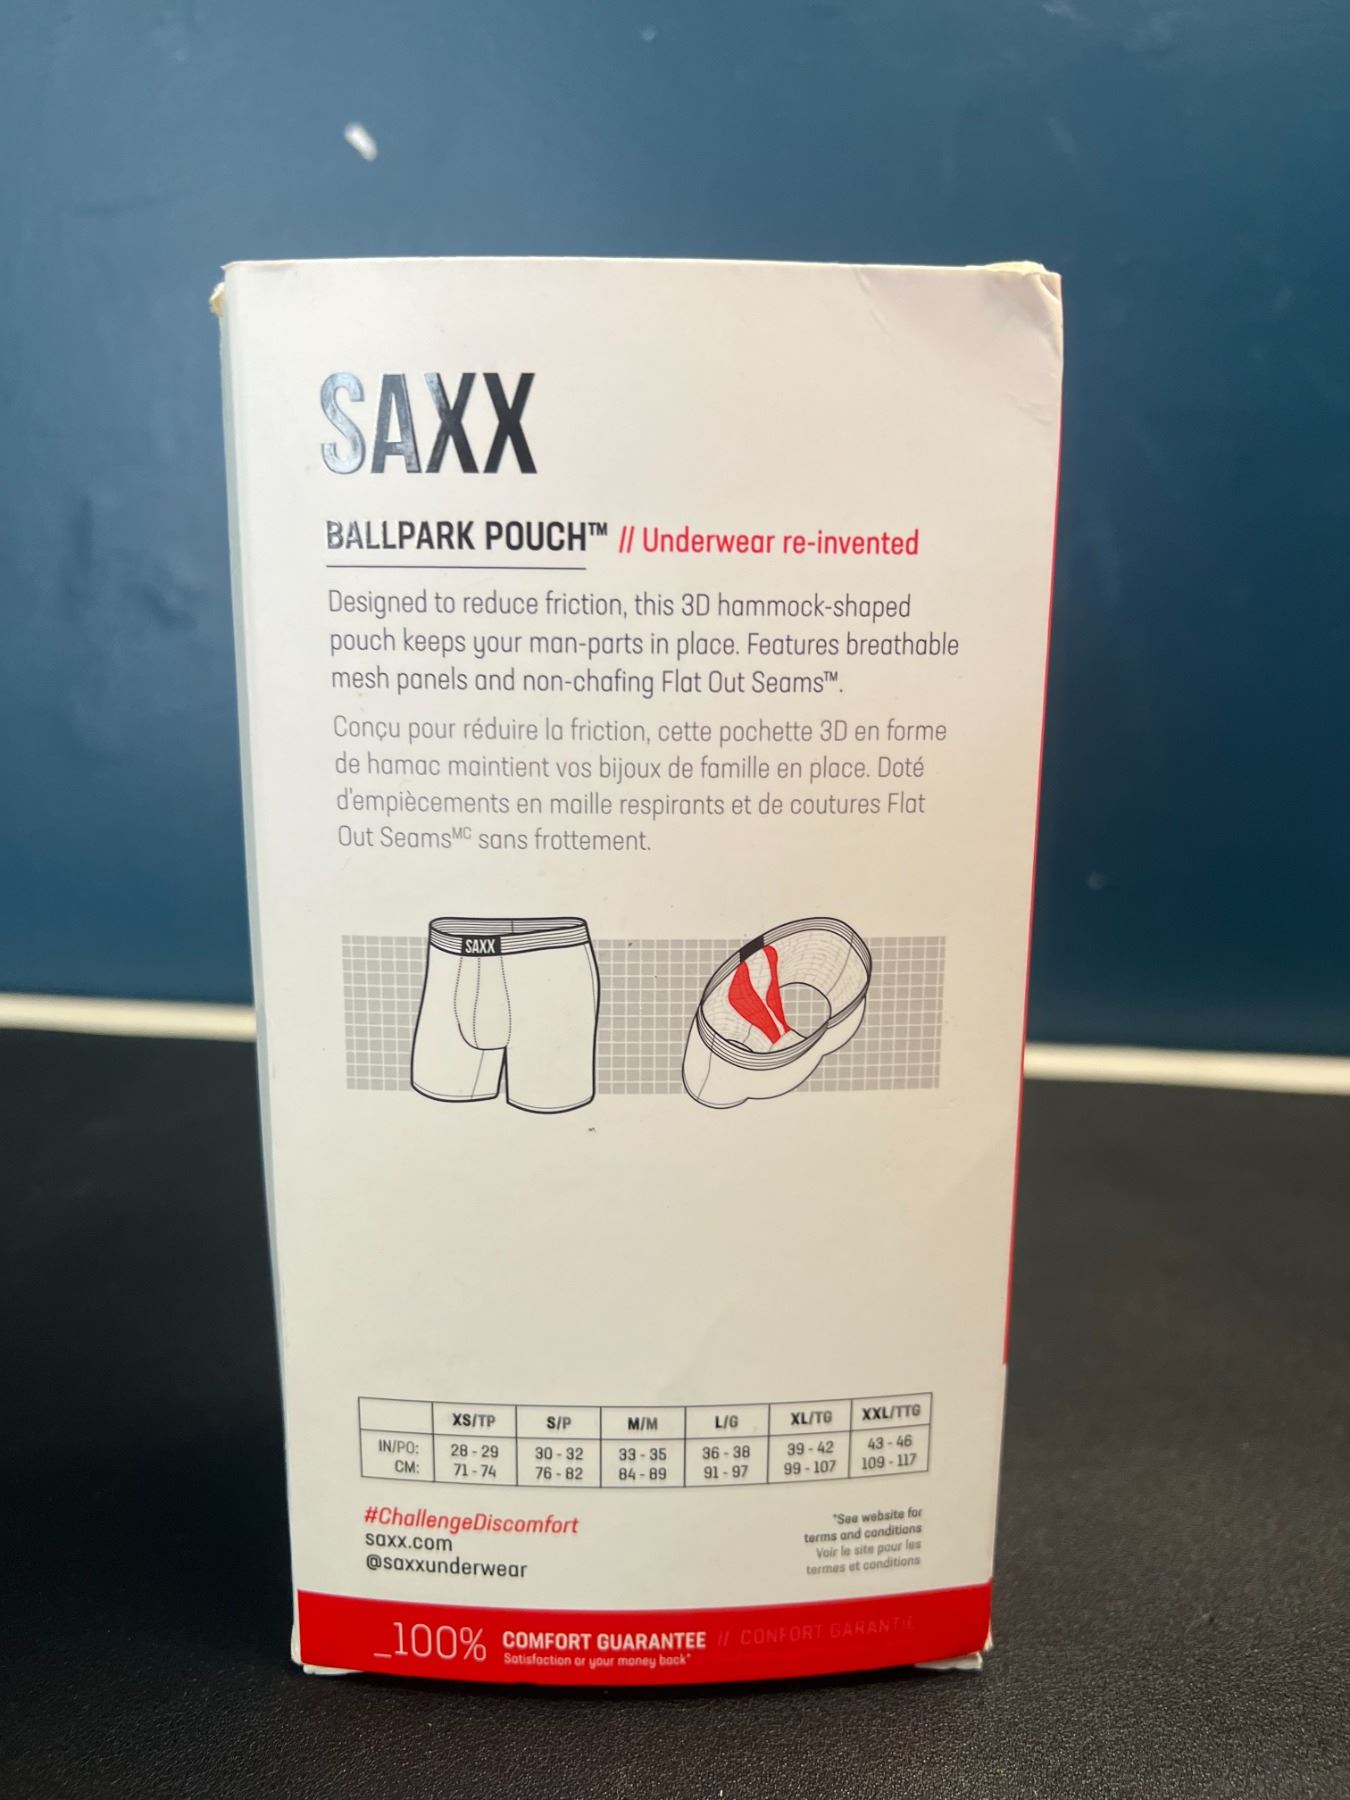 SAXX
BALLPARK POUCH™ // Underwear re-invented
Designed to reduce friction, this 3D hammock-shaped
pouch keeps your man-parts in place. Features breathable
mesh panels and non-chafing Flat Out Seams™.
Conçu pour réduire la friction, cette pochette 3D en forme
de hamac maintient vos bijoux de famille en place. Doté
d'empiècements en maille respirants et de coutures Flat
Out Seamsᴹᶜ sans frottement.
SAXX
XS/TP S/P M/M L/G XL/TG XXL/TTG
IN/PO: 28 - 29 30 - 32 33 - 35 36 - 38 39 - 42 43 - 46
CM: 71 - 74 76 - 82 84 - 89 91 - 97 99 - 107 109 - 117
#ChallengeDiscomfort
saxx.com
@saxxunderwear
*See website for
terms and conditions
Voir le site pour les
termes et conditions
_100% COMFORT GUARANTEE // CONFORT GARANTIE
Satisfaction or your money back*